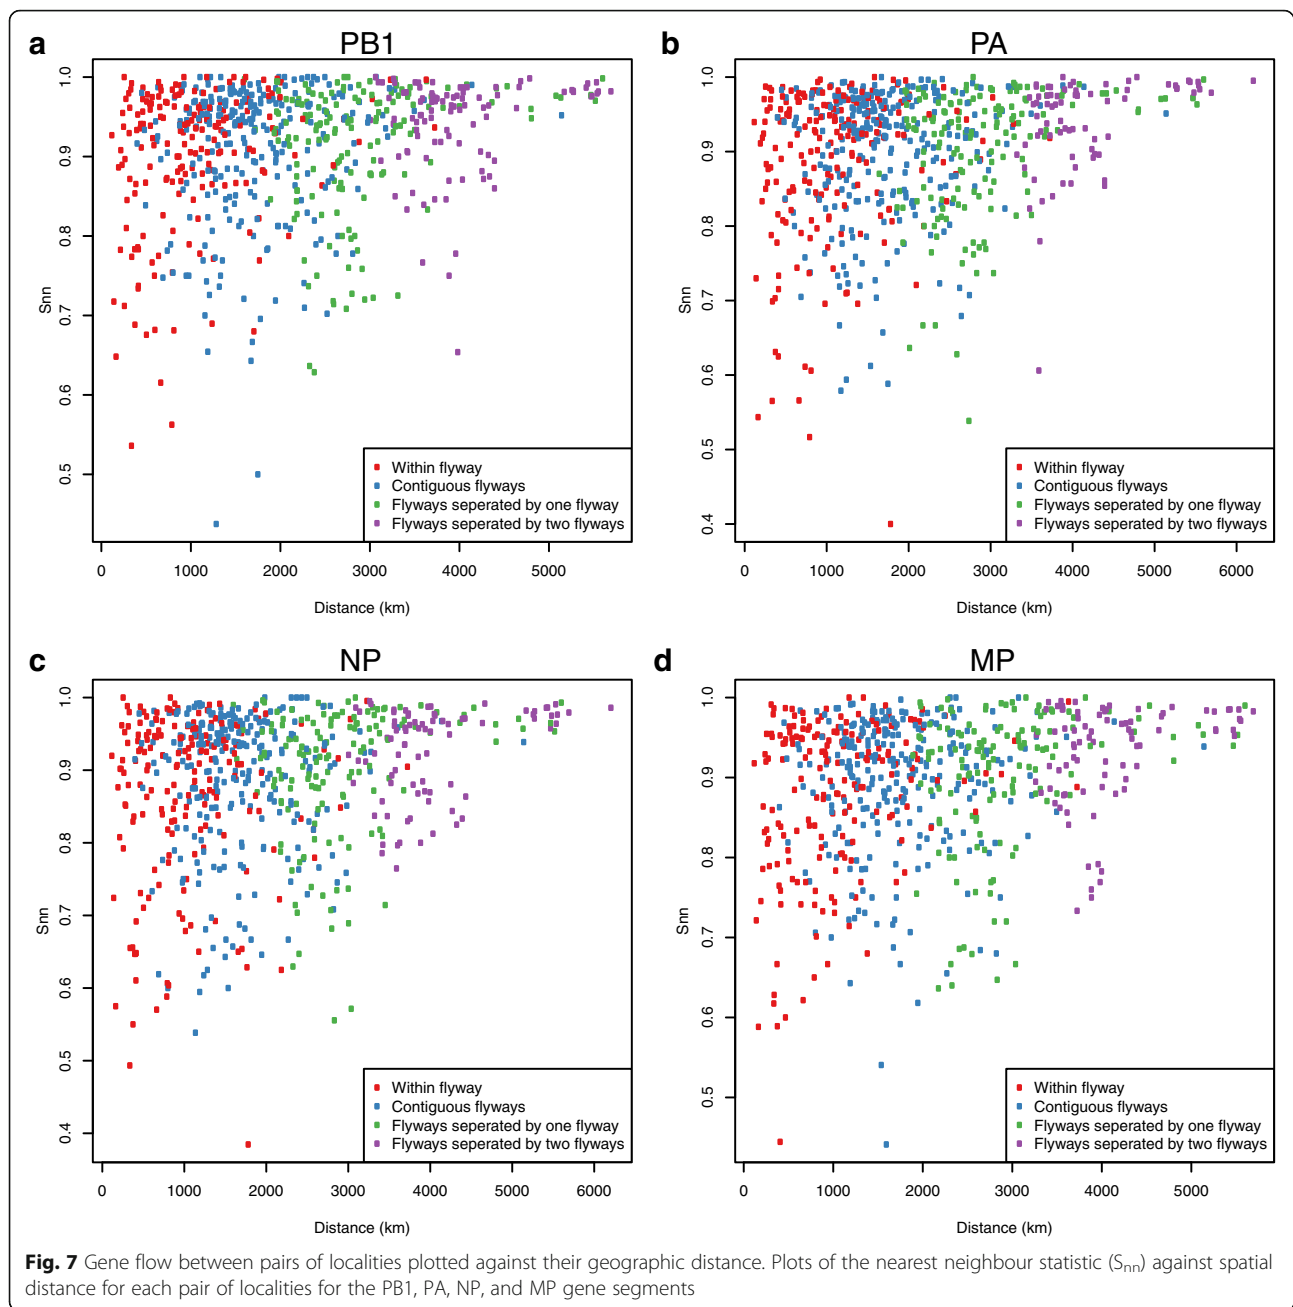 a PB1
1.0
0.9
0.8
0.7
0.6
0.5
Snn
0 1000 2000 3000 4000 5000
Distance (km)
Within flyway
Contiguous flyways
Flyways seperated by one flyway
Flyways seperated by two flyways
b PA
1.0
0.9
0.8
0.7
0.6
0.5
0.4
Snn
0 1000 2000 3000 4000 5000 6000
Distance (km)
Within flyway
Contiguous flyways
Flyways seperated by one flyway
Flyways seperated by two flyways
c NP
1.0
0.9
0.8
0.7
0.6
0.5
0.4
Snn
0 1000 2000 3000 4000 5000 6000
Distance (km)
Within flyway
Contiguous flyways
Flyways seperated by one flyway
Flyways seperated by two flyways
d MP
1.0
0.9
0.8
0.7
0.6
0.5
Snn
0 1000 2000 3000 4000 5000
Distance (km)
Within flyway
Contiguous flyways
Flyways seperated by one flyway
Flyways seperated by two flyways
Fig. 7 Gene flow between pairs of localities plotted against their geographic distance. Plots of the nearest neighbour statistic (Snn) against spatial
distance for each pair of localities for the PB1, PA, NP, and MP gene segments